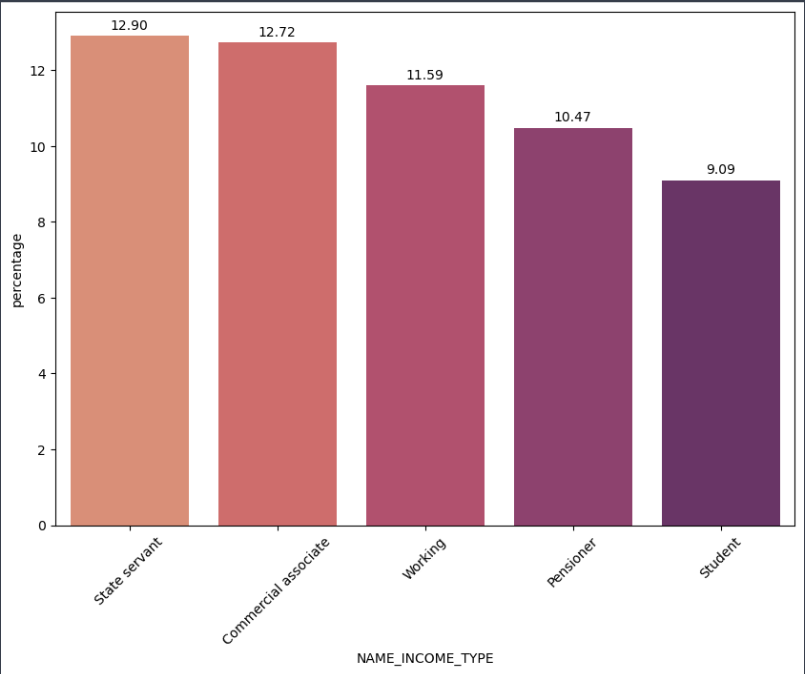 12.90
12.72
11.59
10.47
9.09
percentage
12
10
8
6
4
2
0
State servant
Commercial associate
Working
Pensioner
Student
NAME_INCOME_TYPE